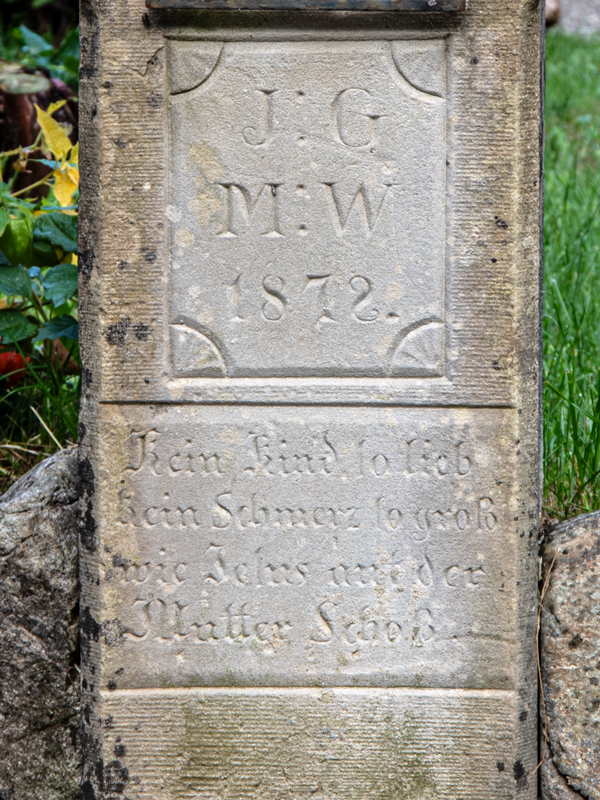 J:G
M:W
1872.
Kein Kind so lieb
kein Schmerz so groß
wie Jesus auf der
Mutter Schoß.